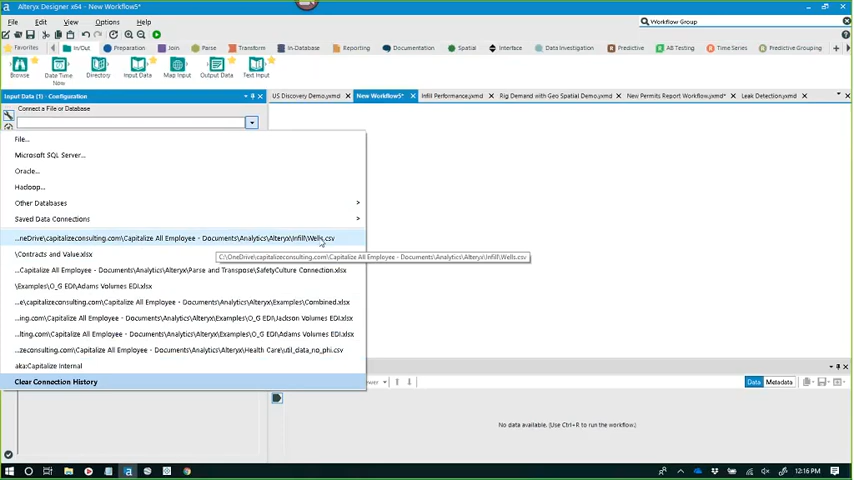 Alteryx Designer x64 - New Workflow5*
File Edit View Options Help
Workflow Group
Favorites In/Out Preparation Join Parse Transform In-Database Reporting Documentation Spatial Interface Data Investigation Predictive AB Testing Time Series Predictive Grouping
Browse Date Time Now Directory Input Data Map Input Output Data Text Input
Input Data (1) - Configuration
US Discovery Demo.yxmd New Workflow5* Infill Performance.yxmd Rig Demand with Geo Spatial Demo.yxmd New Permits Report Workflow.yxmd* Leak Detection.yxmd
Connect a File or Database
File...
Microsoft SQL Server...
Oracle...
Hadoop...
Other Databases
Saved Data Connections
...neDrive\capitalizeconsulting.com\Capitalize All Employee - Documents\Analytics\Alteryx\Infill\Wells.csv
\Contracts and Value.xlsx
C:\OneDrive\capitalizeconsulting.com\Capitalize All Employee - Documents\Analytics\Alteryx\Infill\Wells.csv
...Capitalize All Employee - Documents\Analytics\Alteryx\Parse and Transpose\SafetyCulture Connection.xlsx
\Examples\O_G EDI\Adams Volumes EDI.xlsx
...e\capitalizeconsulting.com\Capitalize All Employee - Documents\Analytics\Alteryx\Examples\Combined.xlsx
...ing.com\Capitalize All Employee - Documents\Analytics\Alteryx\Examples\O_G EDI\Jackson Volumes EDI.xlsx
...lting.com\Capitalize All Employee - Documents\Analytics\Alteryx\Examples\O_G EDI\Adams Volumes EDI.xlsx
...zeconsulting.com\Capitalize All Employee - Documents\Analytics\Alteryx\Health Care\util_data_no_phi.csv
aka:Capitalize Internal
Clear Connection History
Data Metadata
No data available. (Use Ctrl+R to run the workflow.)
12:16 PM